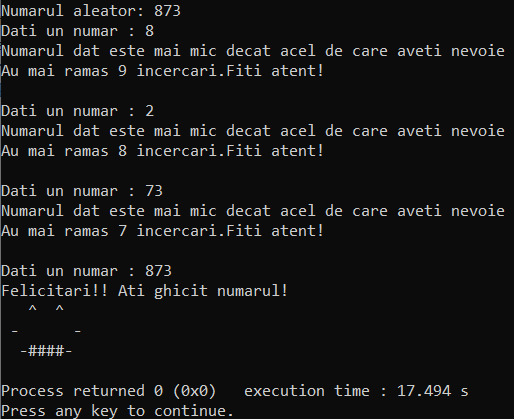 Numarul aleator: 873
Dati un numar : 8
Numarul dat este mai mic decat acel de care aveti nevoie
Au mai ramas 9 incercari.Fiti atent!

Dati un numar : 2
Numarul dat este mai mic decat acel de care aveti nevoie
Au mai ramas 8 incercari.Fiti atent!

Dati un numar : 73
Numarul dat este mai mic decat acel de care aveti nevoie
Au mai ramas 7 incercari.Fiti atent!

Dati un numar : 873
Felicitari!! Ati ghicit numarul!
   ^  ^
 -      -
  -####-

Process returned 0 (0x0)   execution time : 17.494 s
Press any key to continue.